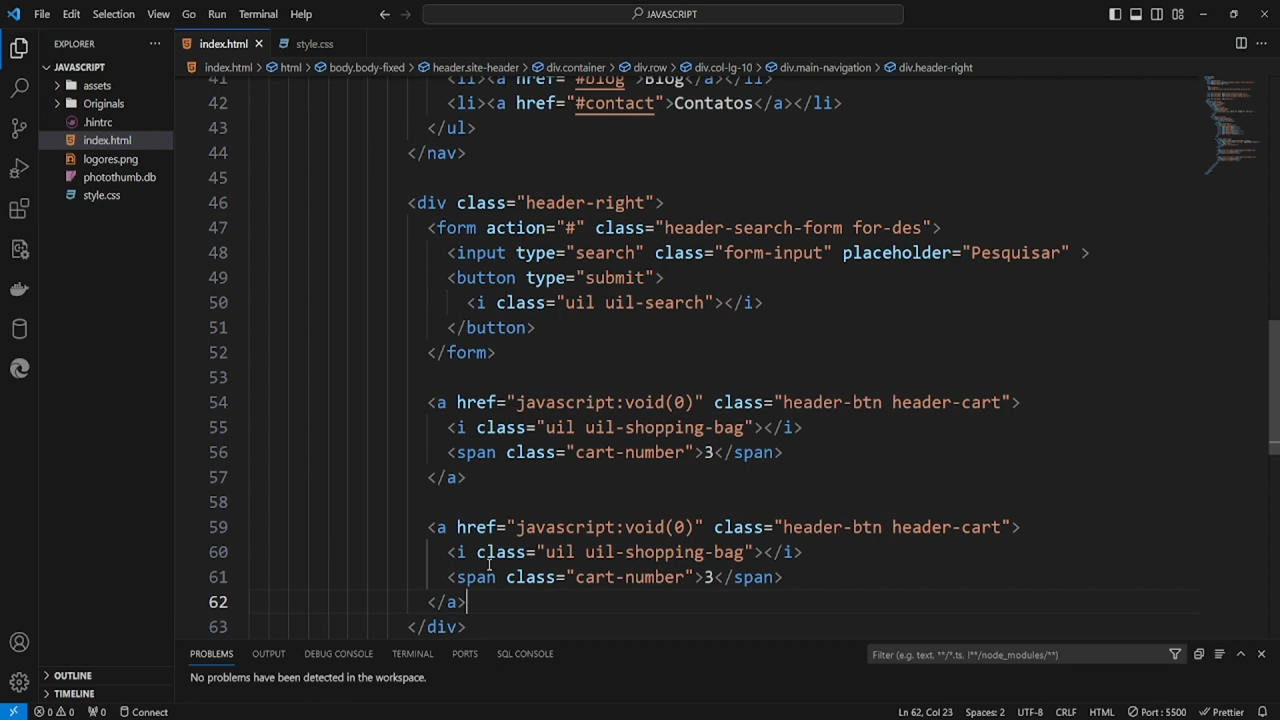 File Edit Selection View Go Run Terminal Help
JAVASCRIPT
EXPLORER
index.html
style.css
JAVASCRIPT
index.html > html > body.body-fixed > header.site-header > div.container > div.row > div.col-lg-10 > div.main-navigation > div.header-right
assets
Originals
.hintrc
index.html
logores.png
photothumb.db
style.css
41 <li><a href="#blog">Blog</a></li>
42 <li><a href="#contact">Contatos</a></li>
43 </ul>
44 </nav>
45
46 <div class="header-right">
47 <form action="#" class="header-search-form for-des">
48 <input type="search" class="form-input" placeholder="Pesquisar" >
49 <button type="submit">
50 <i class="uil uil-search"></i>
51 </button>
52 </form>
53
54 <a href="javascript:void(0)" class="header-btn header-cart">
55 <i class="uil uil-shopping-bag"></i>
56 <span class="cart-number">3</span>
57 </a>
58
59 <a href="javascript:void(0)" class="header-btn header-cart">
60 <i class="uil uil-shopping-bag"></i>
61 <span class="cart-number">3</span>
62 </a>
63 </div>
PROBLEMS OUTPUT DEBUG CONSOLE TERMINAL PORTS SQL CONSOLE
Filter (e.g. text, **/*.ts, !**/node_modules/**)
No problems have been detected in the workspace.
OUTLINE
TIMELINE
0 0 0 Connect
Ln 62, Col 23 Spaces: 2 UTF-8 CRLF HTML Port : 5500 Prettier